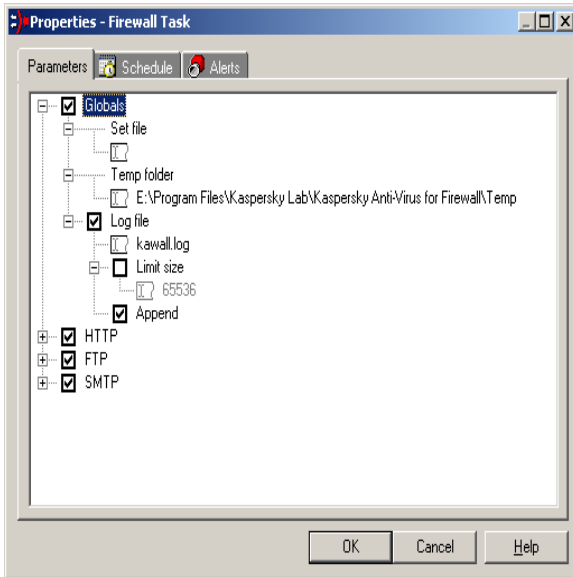 Properties - Firewall Task
Parameters Schedule Alerts
Globals
Set file
Temp folder
E:\Program Files\Kaspersky Lab\Kaspersky Anti-Virus for Firewall\Temp
Log file
kawall.log
Limit size
65536
Append
HTTP
FTP
SMTP
OK Cancel Help